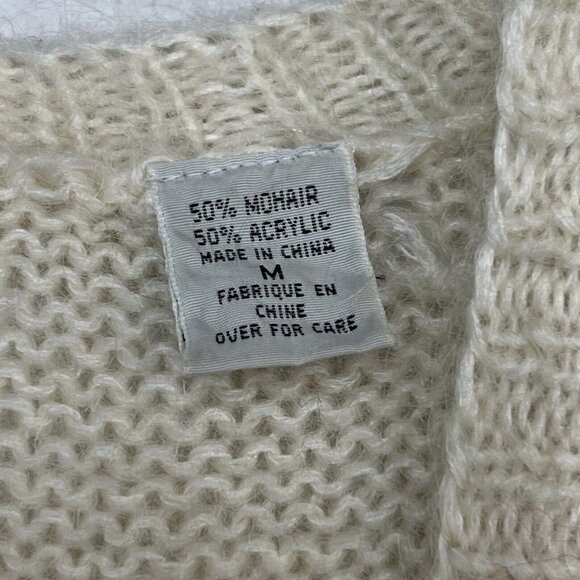 50% MOHAIR
50% ACRYLIC
MADE IN CHINA
M
FABRIQUE EN
CHINE
OVER FOR CARE